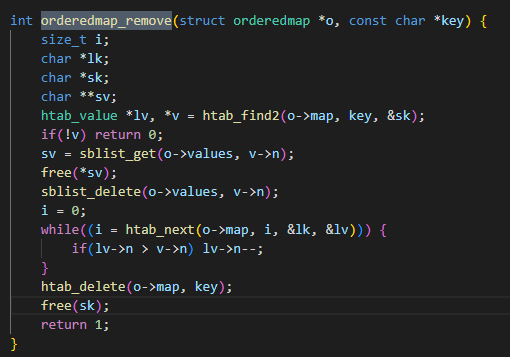 int orderedmap_remove(struct orderedmap *o, const char *key) {
    size_t i;
    char *lk;
    char *sk;
    char **sv;
    htab_value *lv, *v = htab_find2(o->map, key, &sk);
    if(!v) return 0;
    sv = sblist_get(o->values, v->n);
    free(*sv);
    sblist_delete(o->values, v->n);
    i = 0;
    while((i = htab_next(o->map, i, &lk, &lv))) {
        if(lv->n > v->n) lv->n--;
    }
    htab_delete(o->map, key);
    free(sk);
    return 1;
}